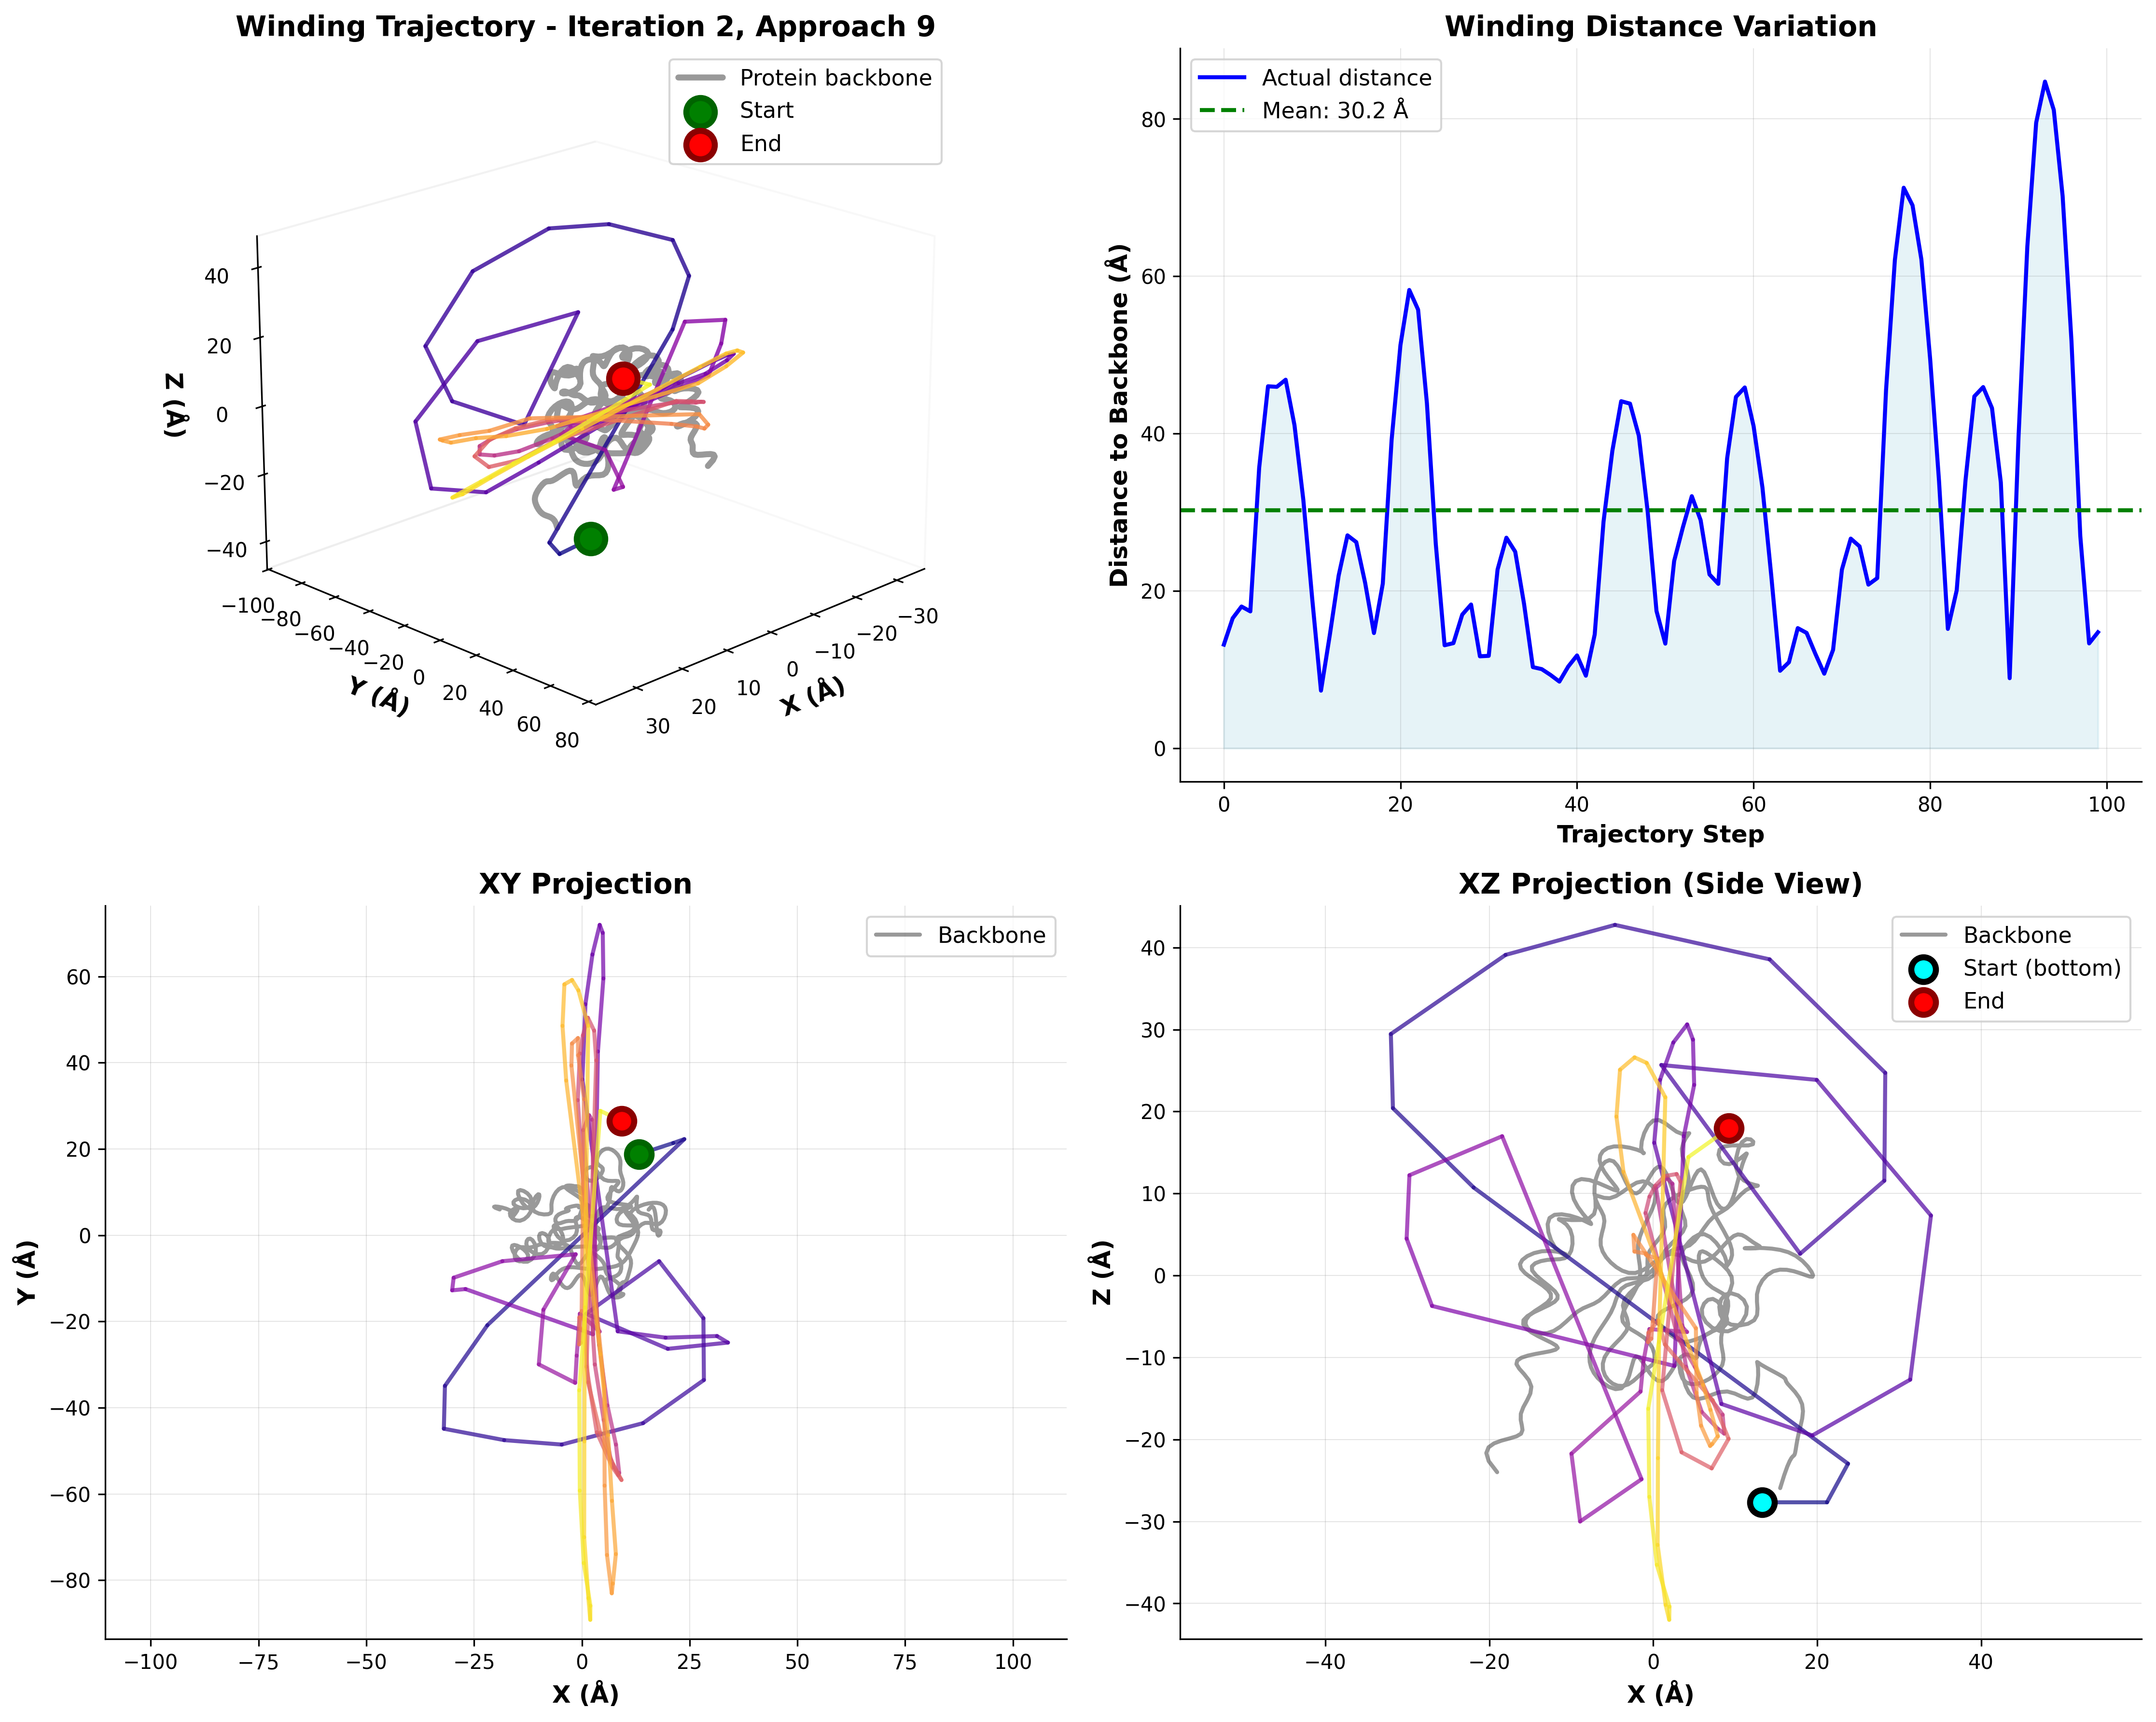 Winding Trajectory - Iteration 2, Approach 9
Protein backbone
Start
End
40
20
0
−20
−40
Z (Å)
−100
−80
−60
−40
−20
0
20
40
60
80
Y (Å)
30
20
10
0
−10
−20
−30
X (Å)
Winding Distance Variation
Actual distance
Mean: 30.2 Å
80
60
40
20
0
Distance to Backbone (Å)
0
20
40
60
80
100
Trajectory Step
XY Projection
Backbone
60
40
20
0
−20
−40
−60
−80
Y (Å)
−100
−75
−50
−25
0
25
50
75
100
X (Å)
XZ Projection (Side View)
Backbone
Start (bottom)
End
40
30
20
10
0
−10
−20
−30
−40
Z (Å)
−40
−20
0
20
40
X (Å)